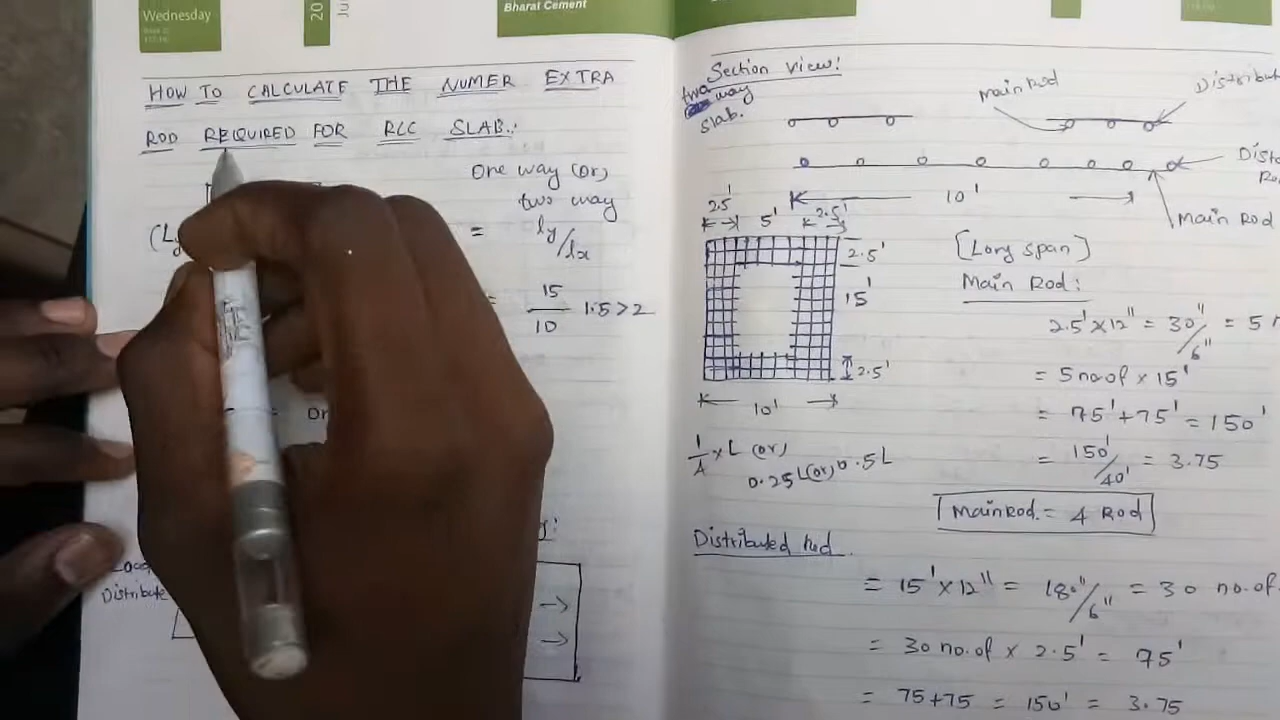 Wednesday
20
Bharat Cement
HOW TO CALCULATE THE NUMER EXTRA
ROD REQUIRED FOR RCC SLAB.:
One way (or)
two way
= ly/lx
= 15/10 1.5>2
=
Distribute
Section view:
two way
slab.
Main Rod
Distribut
10'
Main Rod
2.5'
5'
2.5'
2.5'
15'
2.5'
10'
[Long span]
Main Rod:
2.5' x 12" = 30"/6" = 5
= 5 no of x 15'
= 75' + 75' = 150'
= 150'/40' = 3.75
Main Rod = 4 Rod
1/4 x L (or)
0.25L (or) 0.5L
Distributed Rod
= 15' x 12" = 180"/6" = 30 no. of
= 30 no. of x 2.5' = 75'
= 75+75 = 150' = 3.75